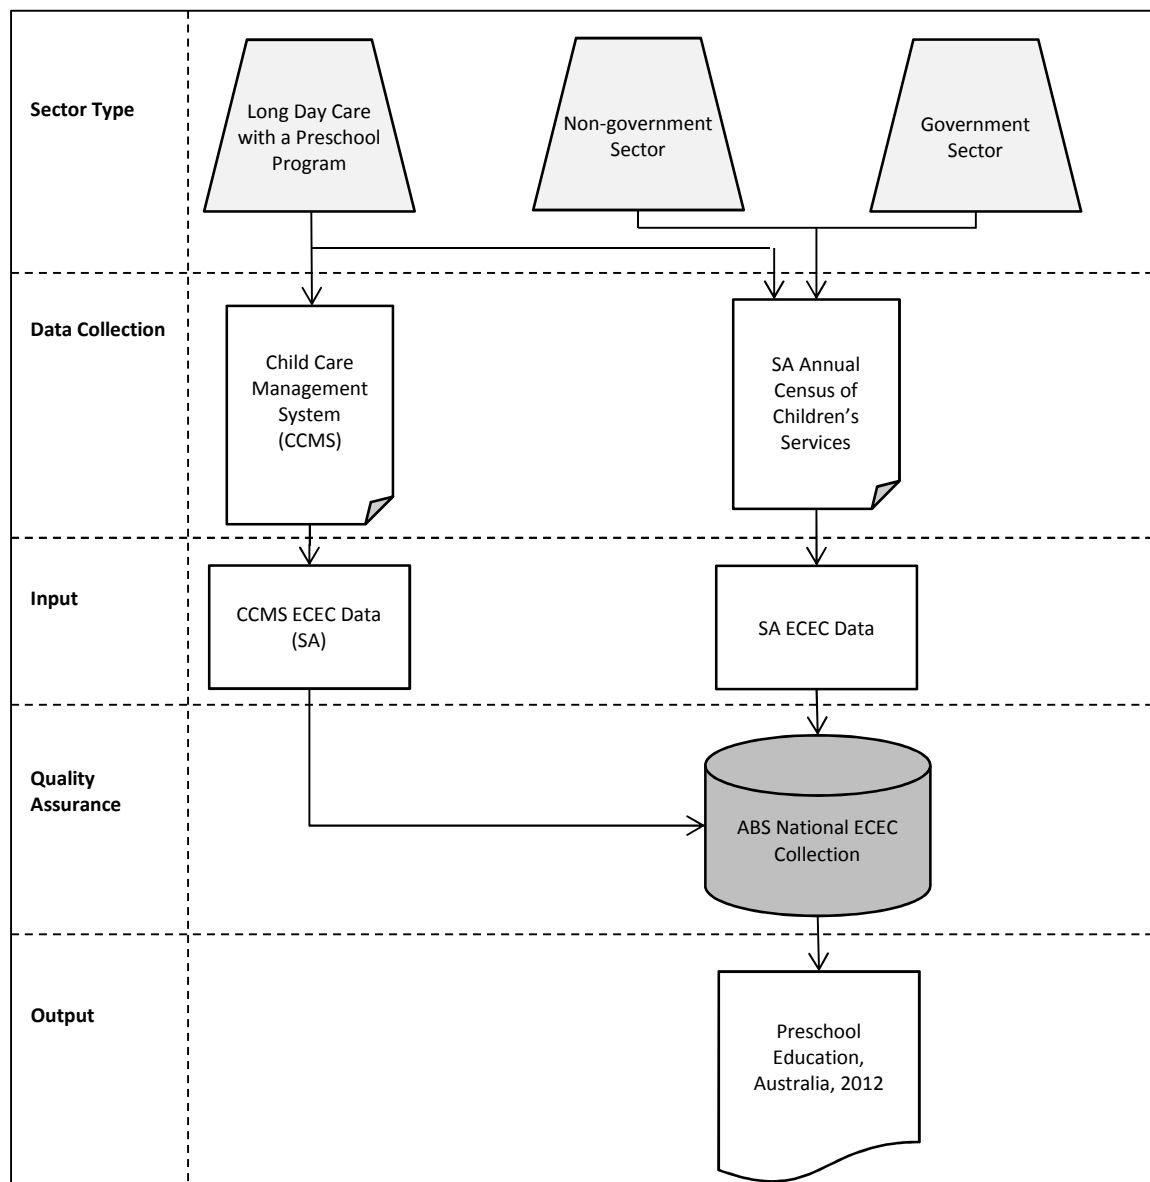 Sector Type
Long Day Care
with a Preschool
Program
Non-government
Sector
Government
Sector
Data Collection
Child Care
Management
System
(CCMS)
SA Annual
Census of
Children's
Services
Input
CCMS ECEC Data
(SA)
SA ECEC Data
Quality
Assurance
ABS National ECEC
Collection
Output
Preschool
Education,
Australia, 2012